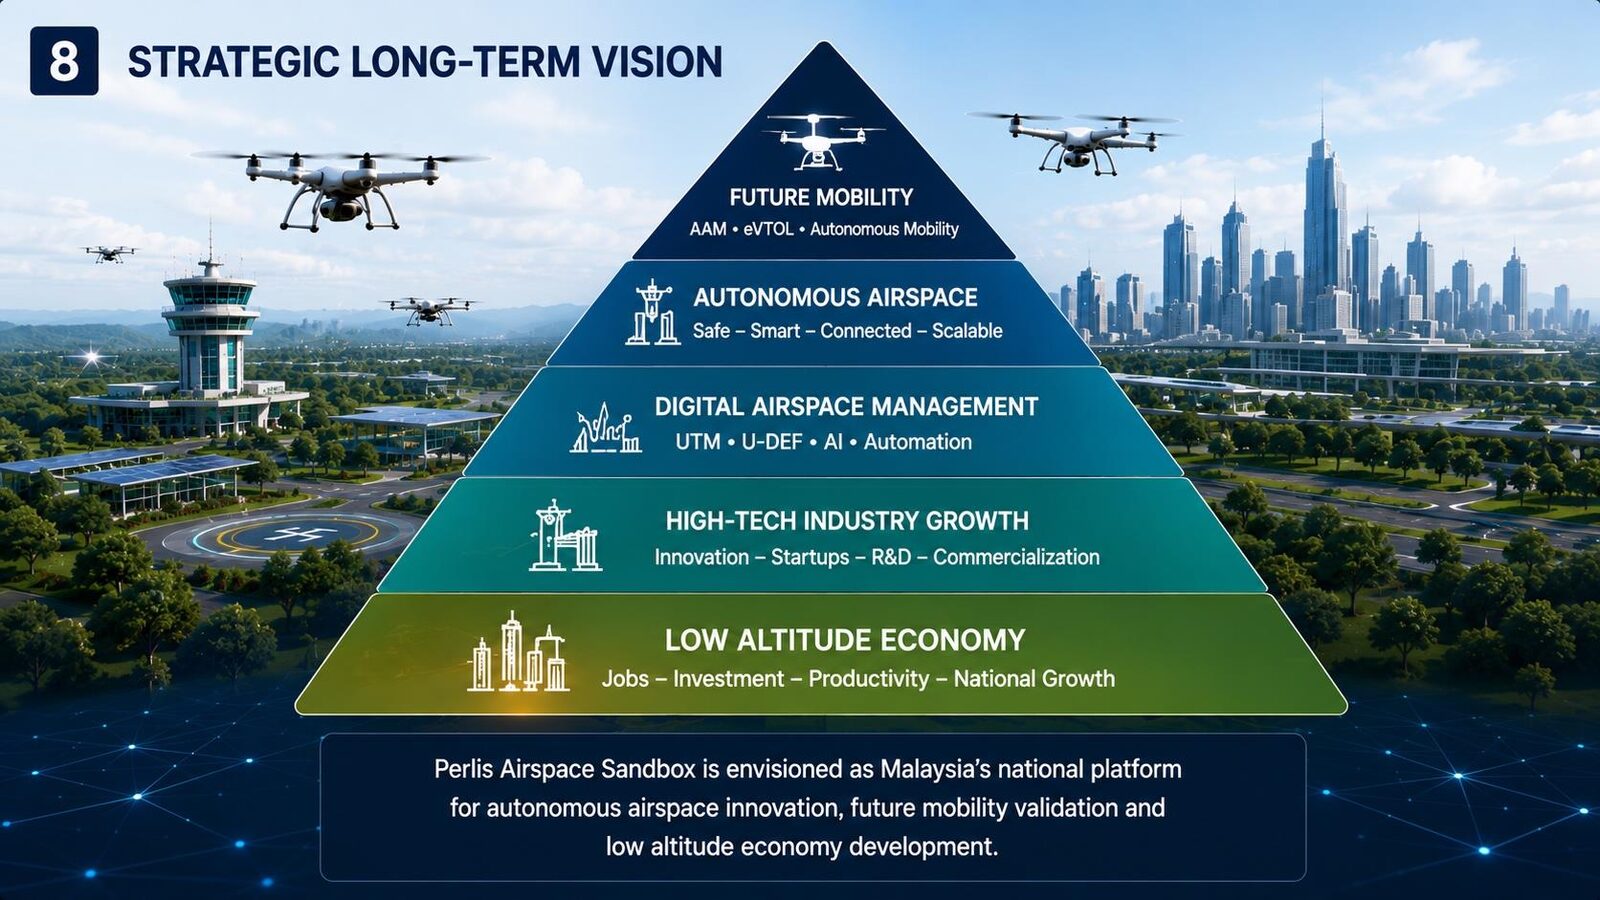 8
STRATEGIC LONG-TERM VISION
FUTURE MOBILITY
AAM • eVTOL • Autonomous Mobility
AUTONOMOUS AIRSPACE
Safe – Smart – Connected – Scalable
DIGITAL AIRSPACE MANAGEMENT
UTM • U-DEF • AI • Automation
HIGH-TECH INDUSTRY GROWTH
Innovation – Startups – R&D – Commercialization
LOW ALTITUDE ECONOMY
Jobs – Investment – Productivity – National Growth
Perlis Airspace Sandbox is envisioned as Malaysia's national platform
for autonomous airspace innovation, future mobility validation and
low altitude economy development.